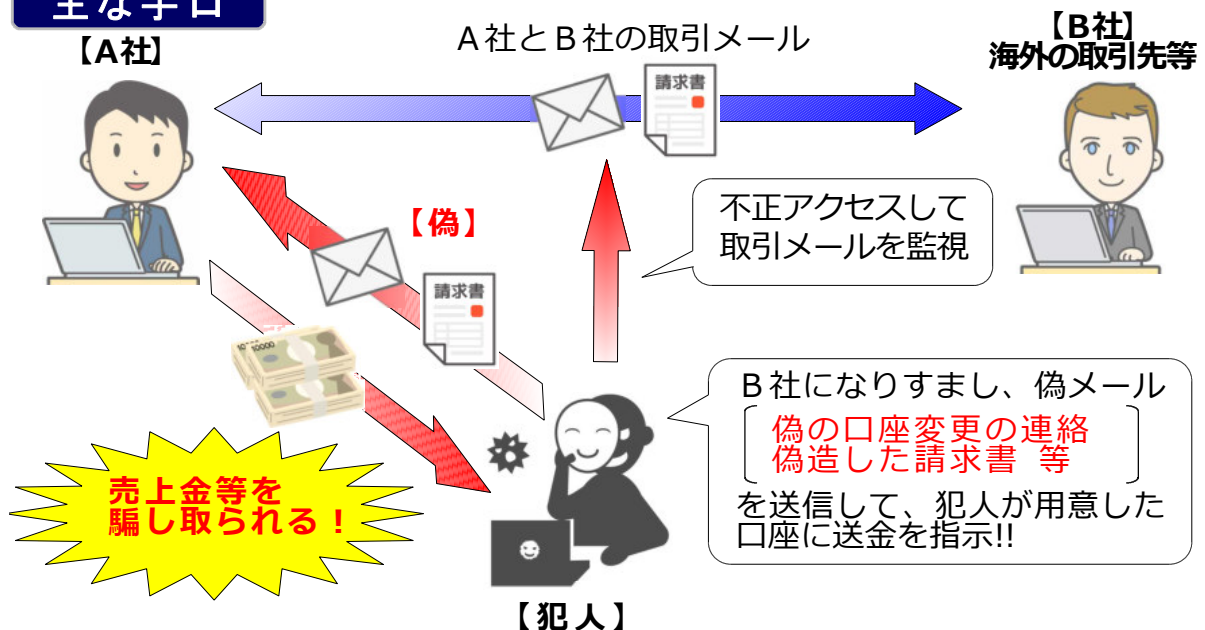 主な手口
【A社】
A社とB社の取引メール
【B社】
海外の取引先等
請求書
不正アクセスして
取引メールを監視
【偽】
請求書
10000
10000
B社になりすまし、偽メール
偽の口座変更の連絡
偽造した請求書 等
を送信して、犯人が用意した
口座に送金を指示!!
売上金等を
騙し取られる!
【犯人】